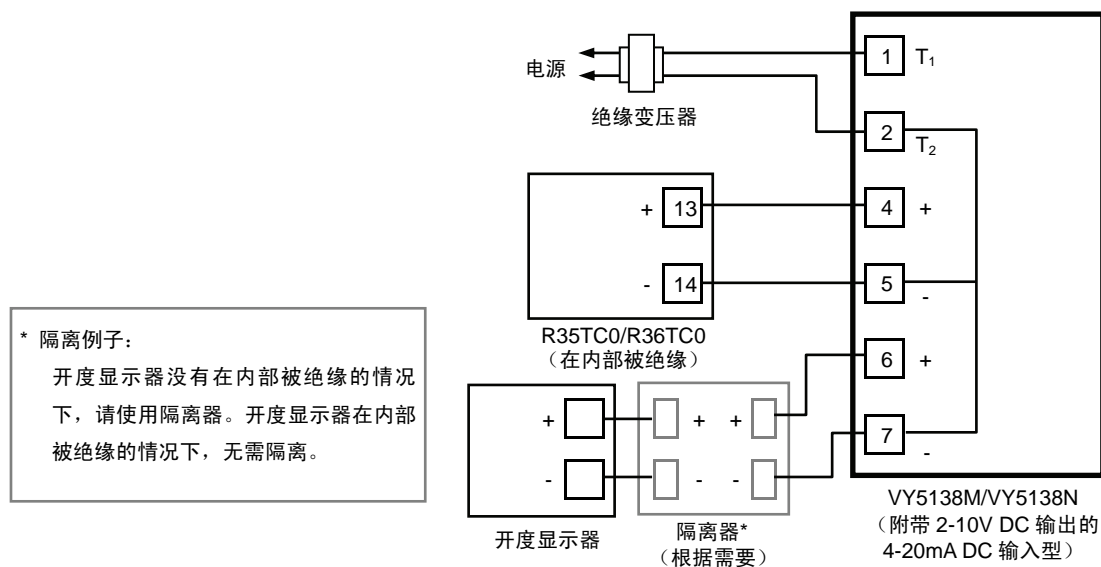 电源
绝缘变压器
1 T1
2 T2
+ 13
4 +
- 14
5 -
R35TC0/R36TC0
（在内部被绝缘）
6 +
7 -
+ + +
- - -
开度显示器
隔离器*
（根据需要）
VY5138M/VY5138N
（附带 2-10V DC 输出的
4-20mA DC 输入型）
* 隔离例子：
开度显示器没有在内部被绝缘的情况
下，请使用隔离器。开度显示器在内部
被绝缘的情况下，无需隔离。